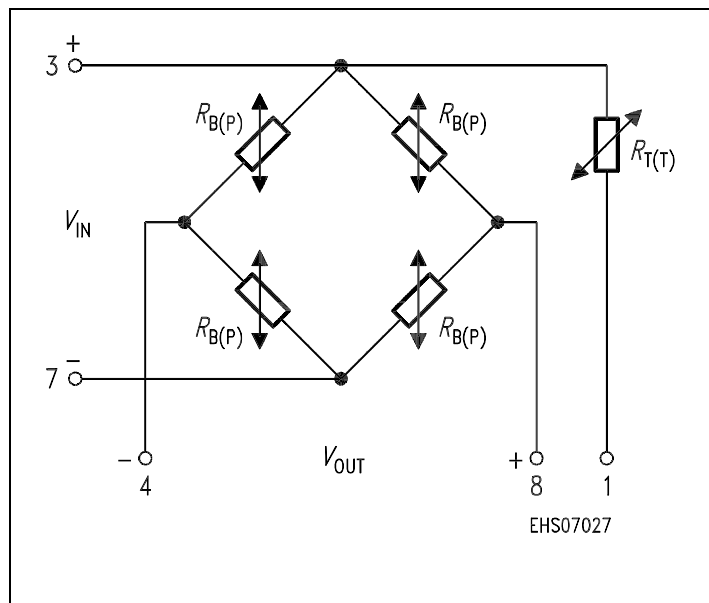 +
3
R_B(P) R_B(P)
R_T(T)
V_IN
R_B(P) R_B(P)
7 –
– V_OUT +
4 8 1
EHS07027